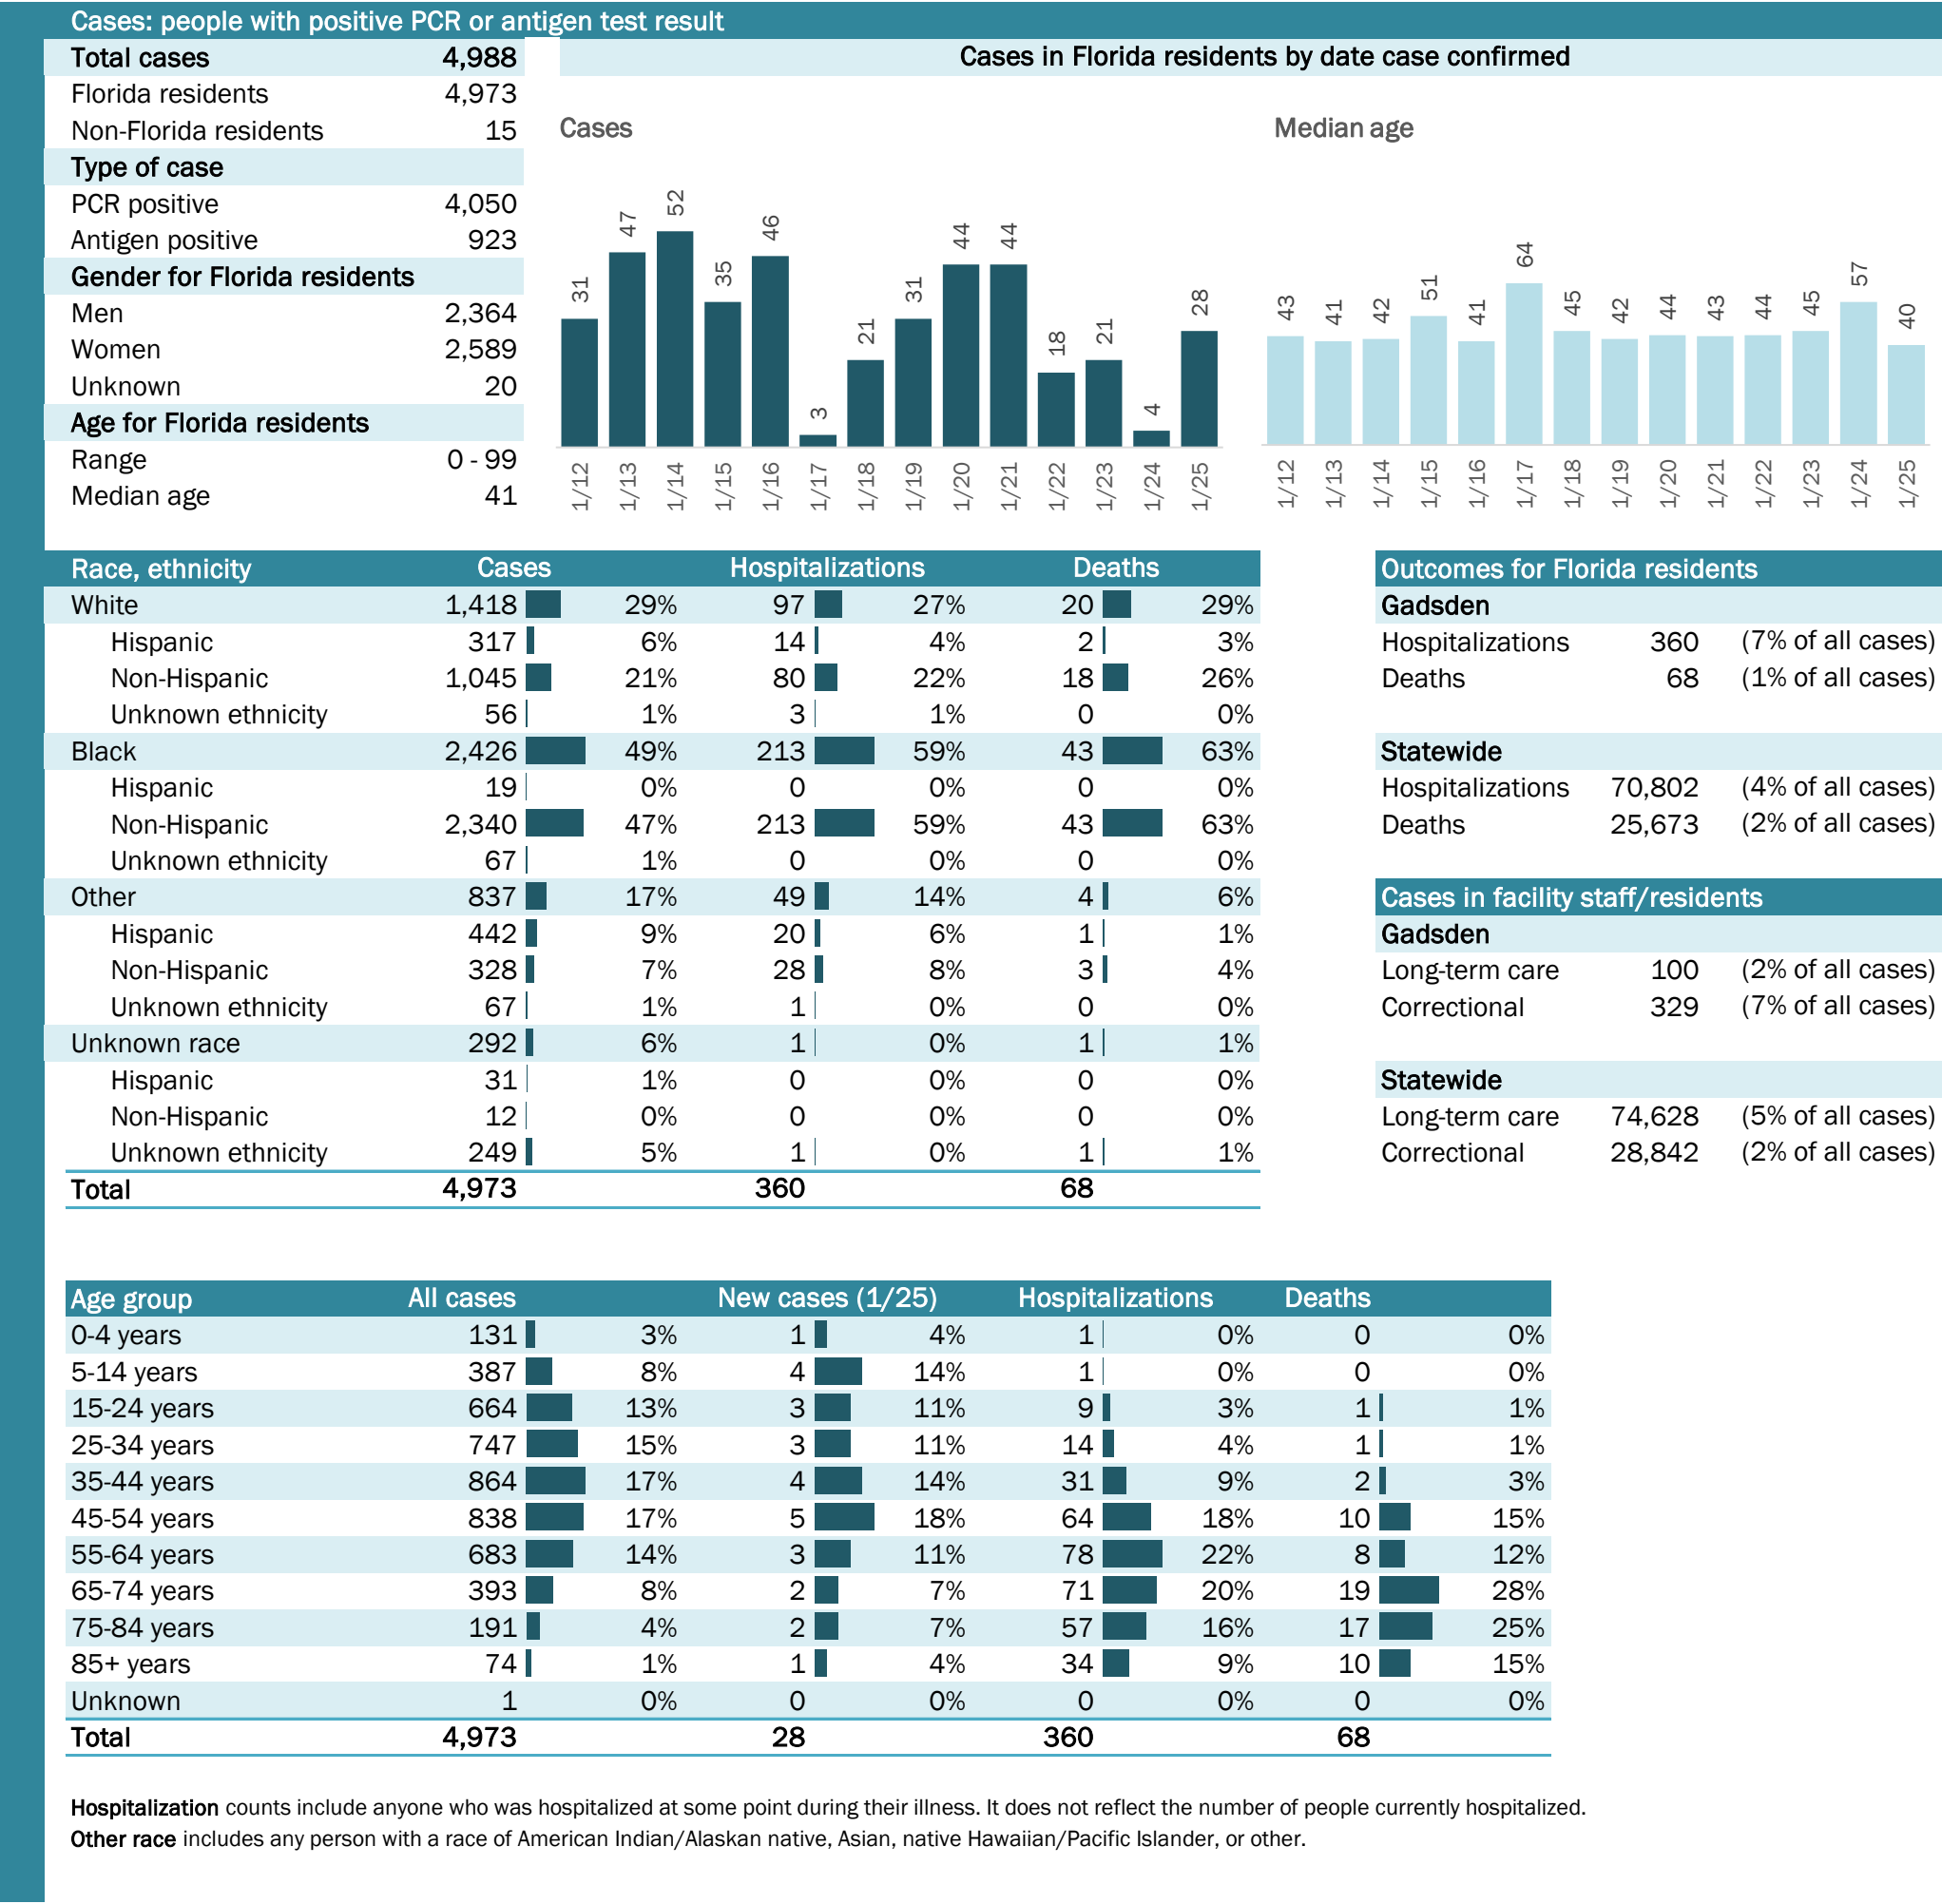 Cases: people with positive PCR or antigen test result
Total cases 4,988
Florida residents 4,973
Non-Florida residents 15
Type of case
PCR positive 4,050
Antigen positive 923
Gender for Florida residents
Men 2,364
Women 2,589
Unknown 20
Age for Florida residents
Range 0 - 99
Median age 41
Cases in Florida residents by date case confirmed
Cases
31 47 52 35 46 3 21 31 44 44 18 21 4 28
1/12 1/13 1/14 1/15 1/16 1/17 1/18 1/19 1/20 1/21 1/22 1/23 1/24 1/25
Median age
43 41 42 51 41 64 45 42 44 43 44 45 57 40
1/12 1/13 1/14 1/15 1/16 1/17 1/18 1/19 1/20 1/21 1/22 1/23 1/24 1/25
Race, ethnicity Cases Hospitalizations Deaths
White 1,418 29% 97 27% 20 29%
Hispanic 317 6% 14 4% 2 3%
Non-Hispanic 1,045 21% 80 22% 18 26%
Unknown ethnicity 56 1% 3 1% 0 0%
Black 2,426 49% 213 59% 43 63%
Hispanic 19 0% 0 0% 0 0%
Non-Hispanic 2,340 47% 213 59% 43 63%
Unknown ethnicity 67 1% 0 0% 0 0%
Other 837 17% 49 14% 4 6%
Hispanic 442 9% 20 6% 1 1%
Non-Hispanic 328 7% 28 8% 3 4%
Unknown ethnicity 67 1% 1 0% 0 0%
Unknown race 292 6% 1 0% 1 1%
Hispanic 31 1% 0 0% 0 0%
Non-Hispanic 12 0% 0 0% 0 0%
Unknown ethnicity 249 5% 1 0% 1 1%
Total 4,973 360 68
Outcomes for Florida residents
Gadsden
Hospitalizations 360 (7% of all cases)
Deaths 68 (1% of all cases)
Statewide
Hospitalizations 70,802 (4% of all cases)
Deaths 25,673 (2% of all cases)
Cases in facility staff/residents
Gadsden
Long-term care 100 (2% of all cases)
Correctional 329 (7% of all cases)
Statewide
Long-term care 74,628 (5% of all cases)
Correctional 28,842 (2% of all cases)
Age group All cases New cases (1/25) Hospitalizations Deaths
0-4 years 131 3% 1 4% 1 0% 0 0%
5-14 years 387 8% 4 14% 1 0% 0 0%
15-24 years 664 13% 3 11% 9 3% 1 1%
25-34 years 747 15% 3 11% 14 4% 1 1%
35-44 years 864 17% 4 14% 31 9% 2 3%
45-54 years 838 17% 5 18% 64 18% 10 15%
55-64 years 683 14% 3 11% 78 22% 8 12%
65-74 years 393 8% 2 7% 71 20% 19 28%
75-84 years 191 4% 2 7% 57 16% 17 25%
85+ years 74 1% 1 4% 34 9% 10 15%
Unknown 1 0% 0 0% 0 0% 0 0%
Total 4,973 28 360 68
Hospitalization counts include anyone who was hospitalized at some point during their illness. It does not reflect the number of people currently hospitalized.
Other race includes any person with a race of American Indian/Alaskan native, Asian, native Hawaiian/Pacific Islander, or other.